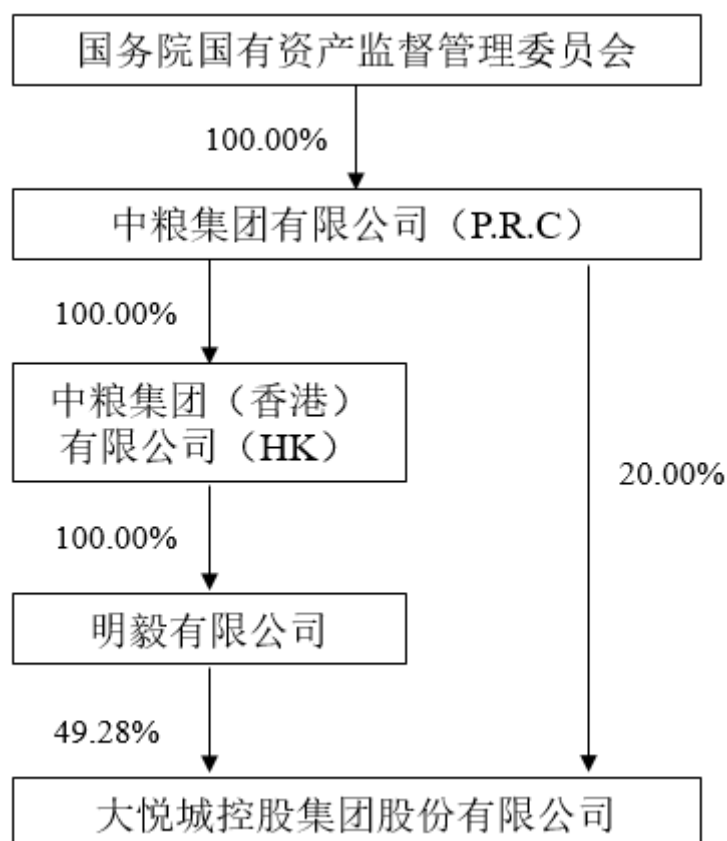 国务院国有资产监督管理委员会
100.00%
中粮集团有限公司（P.R.C）
100.00%
中粮集团（香港）
有限公司（HK）
20.00%
100.00%
明毅有限公司
49.28%
大悦城控股集团股份有限公司